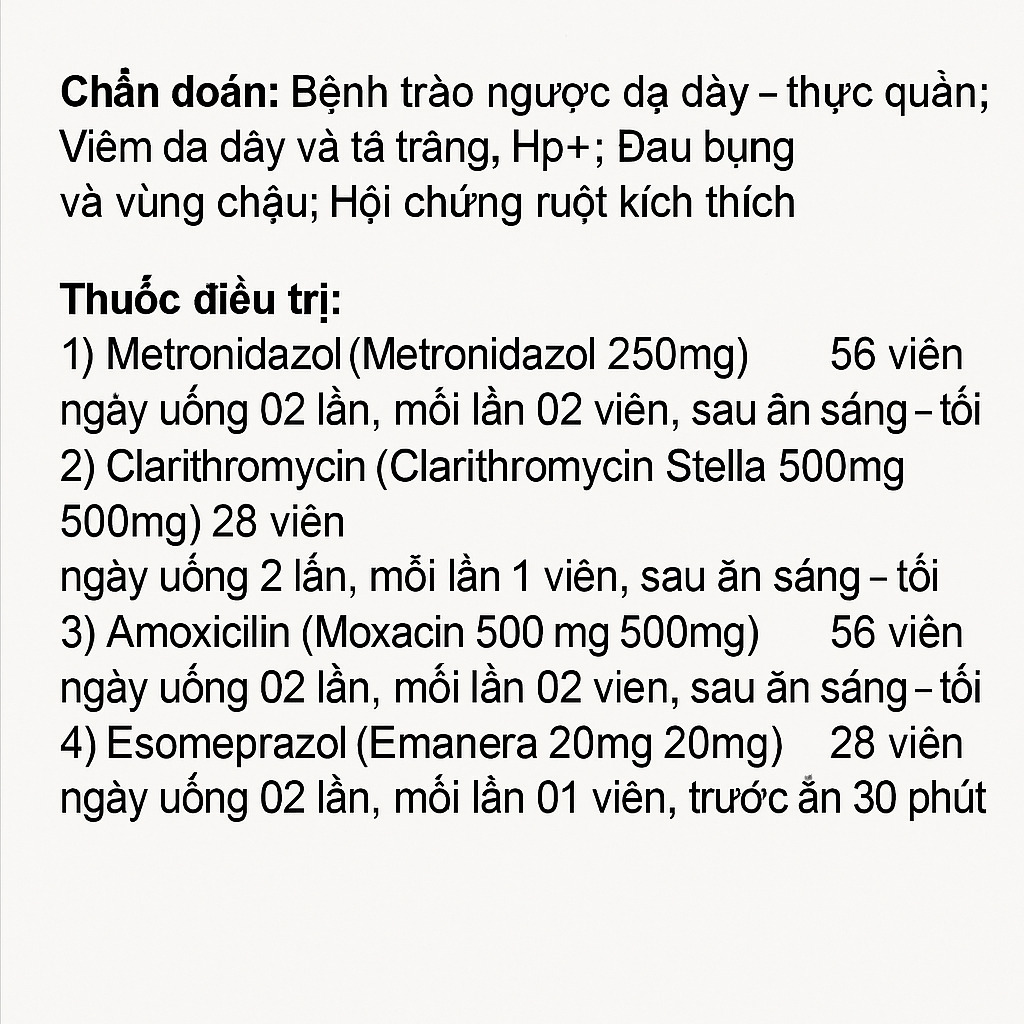 Chẩn doán: Bệnh trào ngược dạ dày – thực quần;
Viêm da dây và tâ trâng, Hp+; Đau bụng
và vùng chậu; Hội chứng ruột kích thích
Thuốc điều trị:
1) Metronidazol (Metronidazol 250mg) 56 viên
ngày uống 02 lần, mối lần 02 viên, sau ân sáng – tối
2) Clarithromycin (Clarithromycin Stella 500mg
500mg) 28 viên
ngày uống 2 lấn, mỗi lần 1 viên, sau ăn sáng – tối
3) Amoxicilin (Moxacin 500 mg 500mg) 56 viên
ngày uống 02 lần, mối lần 02 vien, sau ăn sáng – tối
4) Esomeprazol (Emanera 20mg 20mg) 28 viên
ngày uống 02 lần, mối lần 01 viên, trước ắn 30 phút